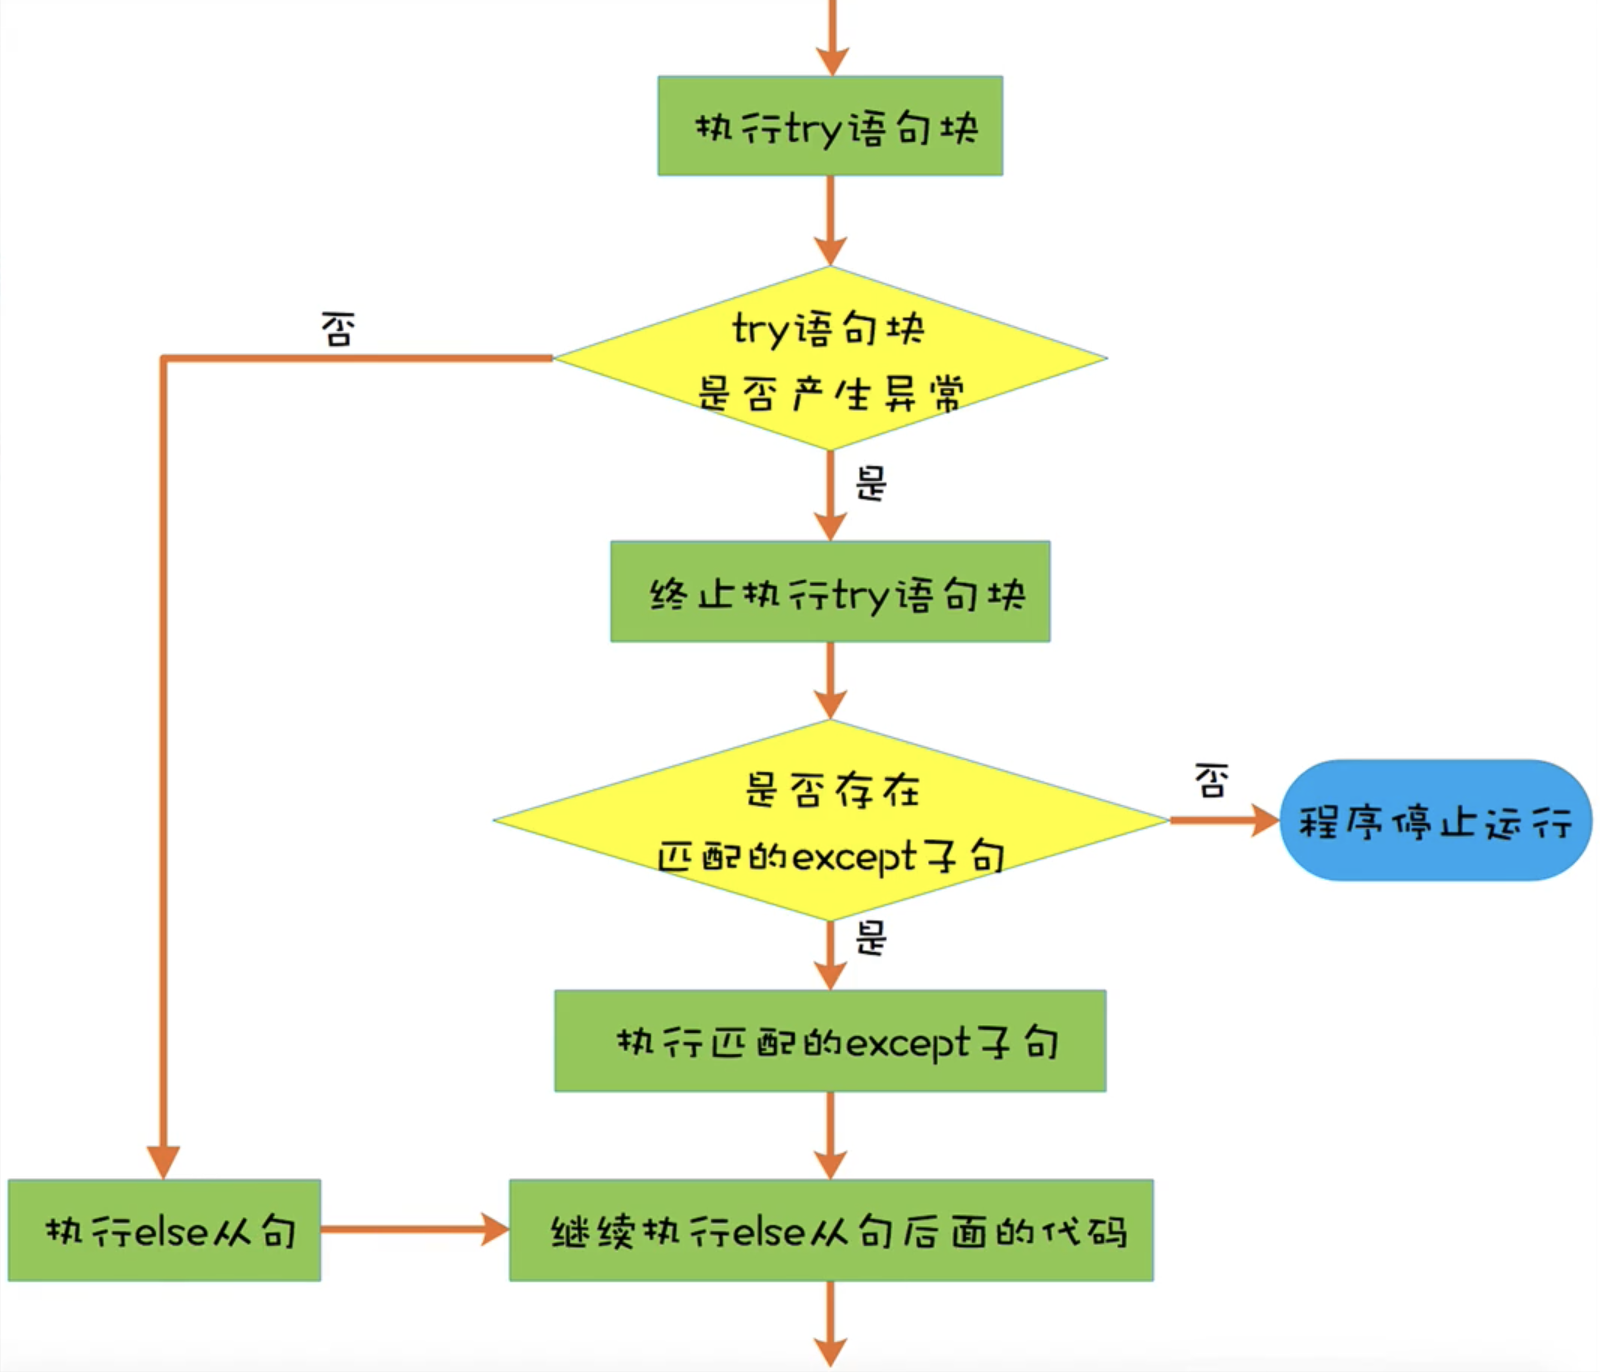 执行try语句块
try语句块
是否产生异常
否
是
终止执行try语句块
是否存在
匹配的except子句
否
程序停止运行
是
执行匹配的except子句
执行else从句
继续执行else从句后面的代码